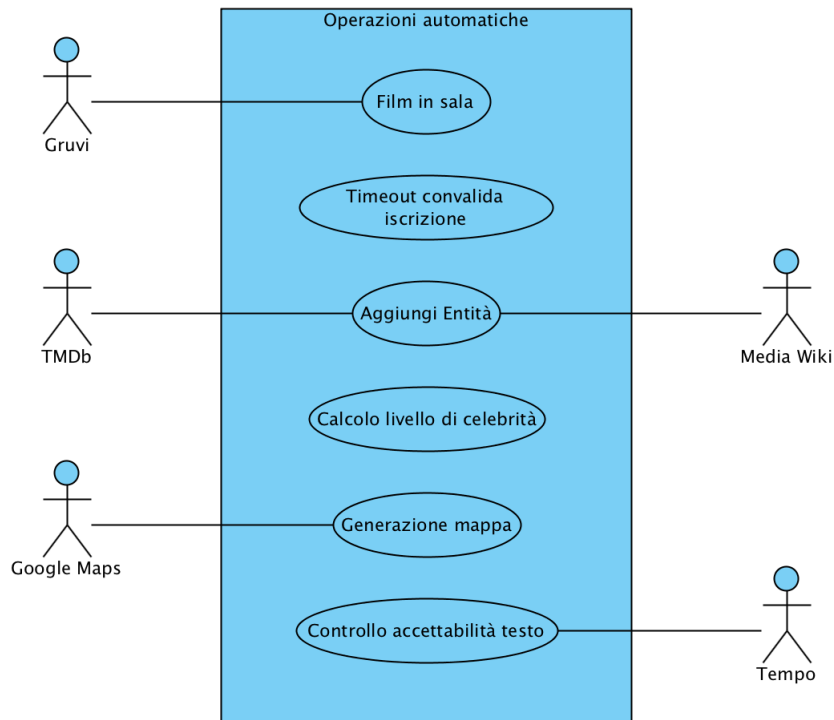 Operazioni automatiche
Film in sala
Gruvi
Timeout convalida
iscrizione
Aggiungi Entità
TMDb
Media Wiki
Calcolo livello di celebrità
Generazione mappa
Google Maps
Controllo accettabilità testo
Tempo